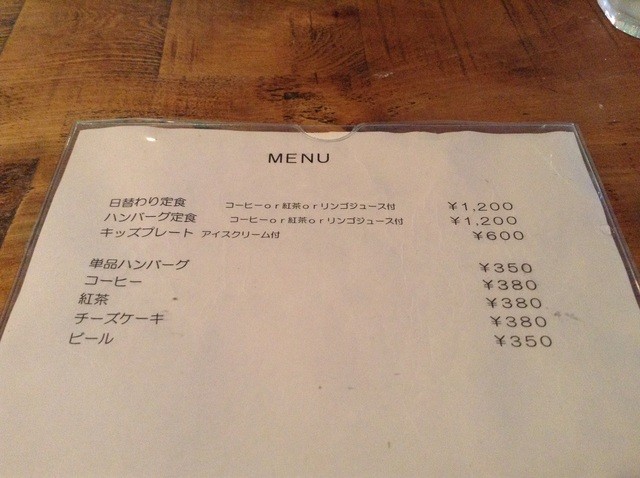 MENU
日替わり定食 コーヒーor紅茶orリンゴジュース付 ¥1,200
ハンバーグ定食 コーヒーor紅茶orリンゴジュース付 ¥1,200
キッズプレート アイスクリーム付 ¥600
単品ハンバーグ ¥350
コーヒー ¥380
紅茶 ¥380
チーズケーキ ¥380
ビール ¥350